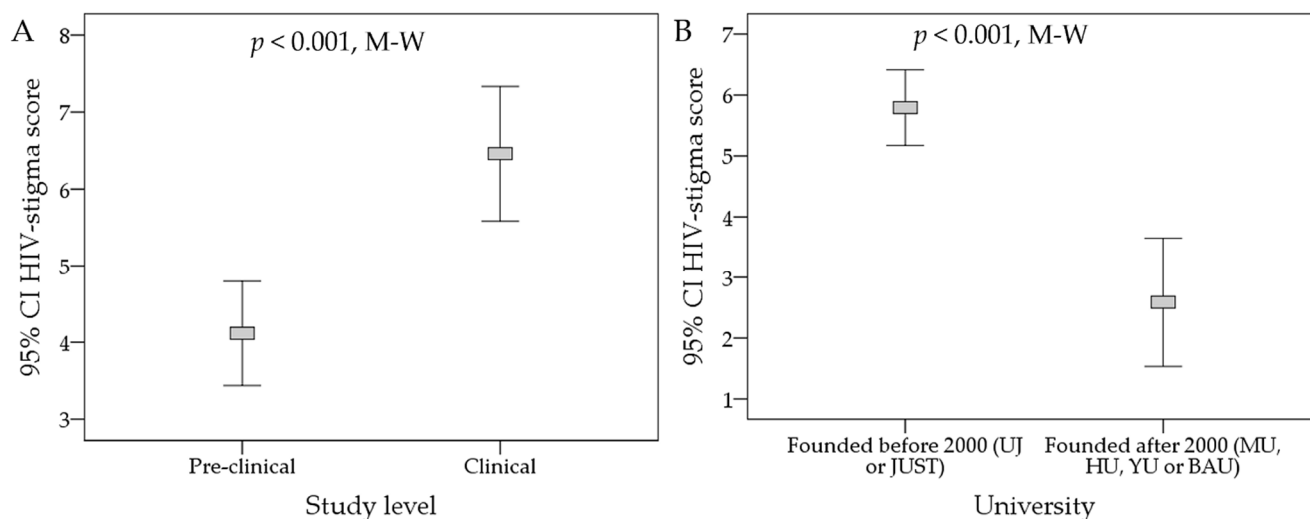 A
p < 0.001, M-W
95% CI HIV-stigma score
8
7
6
5
4
3
Pre-clinical
Clinical
Study level
B
p < 0.001, M-W
95% CI HIV-stigma score
7
6
5
4
3
2
1
Founded before 2000 (UJ
or JUST)
Founded after 2000 (MU,
HU, YU or BAU)
University